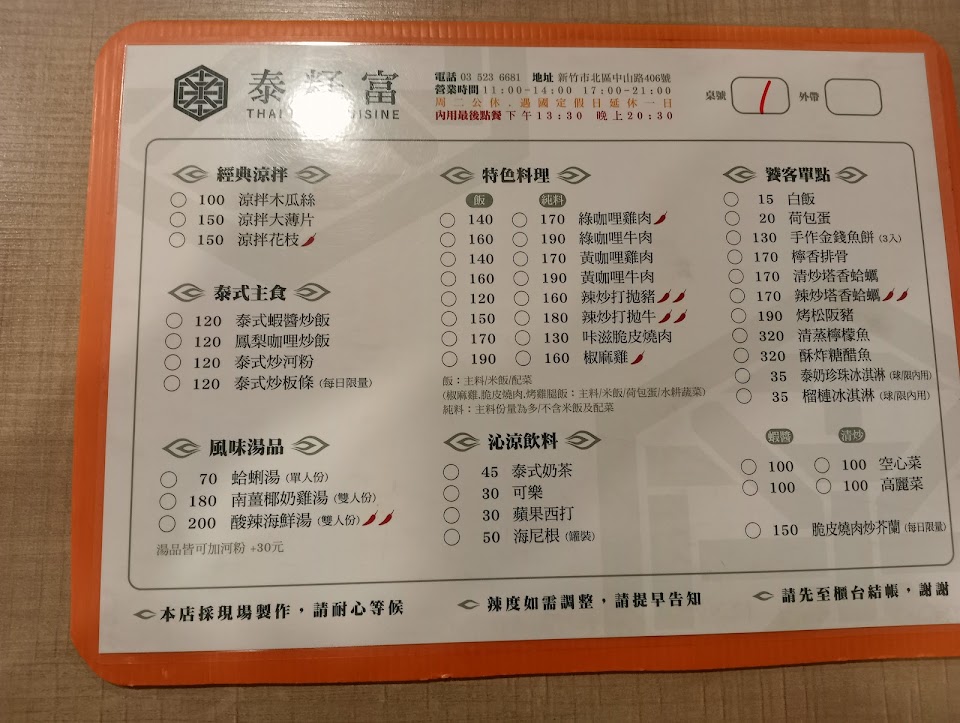 泰 富
THAI ISINE
電話 03 523 6681 地址 新竹市北區中山路406號
營業時間 11:00-14:00 17:00-21:00
周二公休．遇國定假日延休一日
內用最後點餐 下午13:30 晚上20:30
桌號 1 外帶
經典涼拌
100 涼拌木瓜絲
150 涼拌大薄片
150 涼拌花枝
泰式主食
120 泰式蝦醬炒飯
120 鳳梨咖哩炒飯
120 泰式炒河粉
120 泰式炒板條 (每日限量)
風味湯品
70 蛤蜊湯 (單人份)
180 南薑椰奶雞湯 (雙人份)
200 酸辣海鮮湯 (雙人份)
湯品皆可加河粉 +30元
特色料理
飯 純料
140 170 綠咖哩雞肉
160 190 綠咖哩牛肉
140 170 黃咖哩雞肉
160 190 黃咖哩牛肉
120 160 辣炒打拋豬
150 180 辣炒打拋牛
170 130 咔滋脆皮燒肉
190 160 椒麻雞
飯：主料/米飯/配菜
(椒麻雞.脆皮燒肉.烤雞腿飯：主料/米飯/荷包蛋/水耕蔬菜)
純料：主料份量為多/不含米飯及配菜
沁涼飲料
45 泰式奶茶
30 可樂
30 蘋果西打
50 海尼根 (罐裝)
饕客單點
15 白飯
20 荷包蛋
130 手作金錢魚餅 (3入)
170 檸香排骨
170 清炒塔香蛤蠣
170 辣炒塔香蛤蠣
190 烤松阪豬
320 清蒸檸檬魚
320 酥炸糖醋魚
35 泰奶珍珠冰淇淋 (球/限內用)
35 榴槤冰淇淋 (球/限內用)
蝦醬 清炒
100 100 空心菜
100 100 高麗菜
150 脆皮燒肉炒芥蘭 (每日限量)
本店採現場製作，請耐心等候
辣度如需調整，請提早告知
請先至櫃台結帳，謝謝